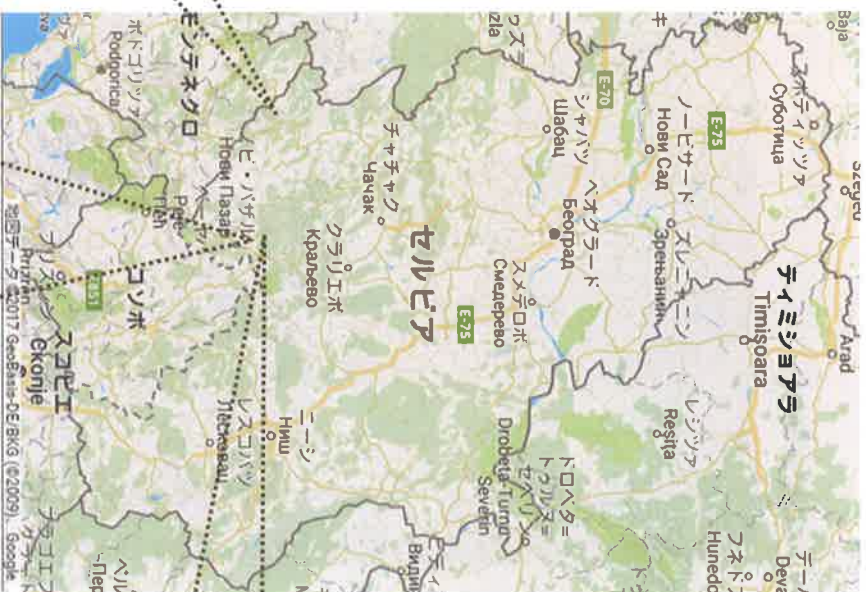 Szeged
Arad
Baja
スボティッツァ
Суботица
ティミショアラ
Timișoara
デー
Deva
フネド
Hunedo
E-75
ノービサード
Нови Сад
ズレニャニン
Зрењанин
レシツァ
Reșița
E-70
シャバツ
Шабац
ベオグラード
Београд
ドロベタ=
トゥルヌ=
セベリン
Drobeta-Turnu
Severin
スメデロボ
Смедерево
E-75
セルビア
チャチャク
Чачак
クラリエボ
Краљево
ニーシ
Ниш
レスコバツ
Лесковац
ビ・パザル
Нови Пазар
モンテネグロ
ポドゴリツァ
Podgorica
コソボ
スコピエ
Prizren
地図データ ©2017 GeoBasis-DE/BKG (©2009), Google